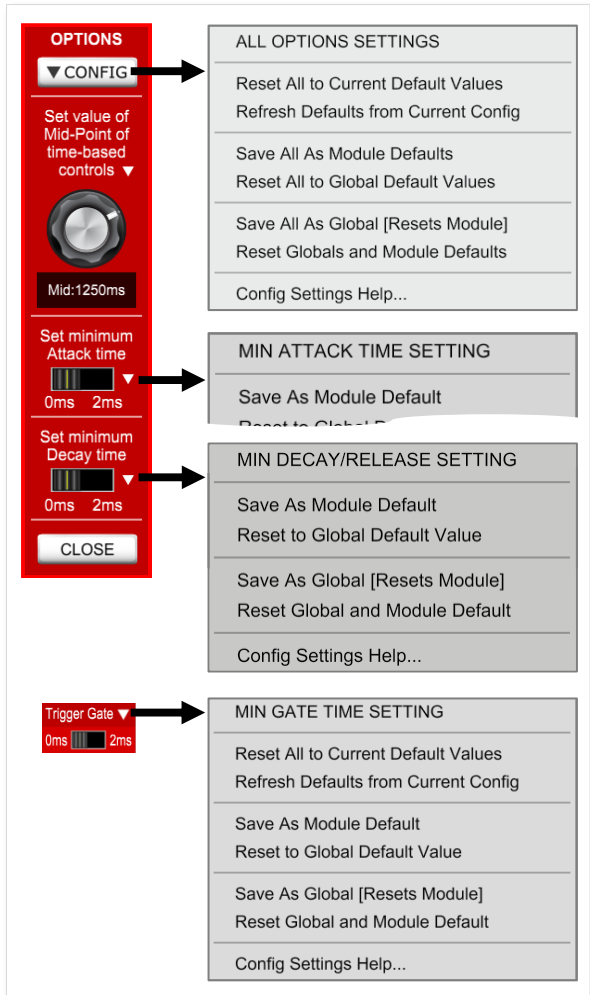 OPTIONS
▼ CONFIG
Set value of
Mid-Point of
time-based
controls ▼
Mid:1250ms
Set minimum
Attack time
0ms 2ms
Set minimum
Decay time
0ms 2ms
CLOSE
ALL OPTIONS SETTINGS
Reset All to Current Default Values
Refresh Defaults from Current Config
Save All As Module Defaults
Reset All to Global Default Values
Save All As Global [Resets Module]
Reset Globals and Module Defaults
Config Settings Help...
MIN ATTACK TIME SETTING
Save As Module Default
Reset to Global D
MIN DECAY/RELEASE SETTING
Save As Module Default
Reset to Global Default Value
Save As Global [Resets Module]
Reset Global and Module Default
Config Settings Help...
Trigger Gate ▼
0ms 2ms
MIN GATE TIME SETTING
Reset All to Current Default Values
Refresh Defaults from Current Config
Save As Module Default
Reset to Global Default Value
Save As Global [Resets Module]
Reset Global and Module Default
Config Settings Help...